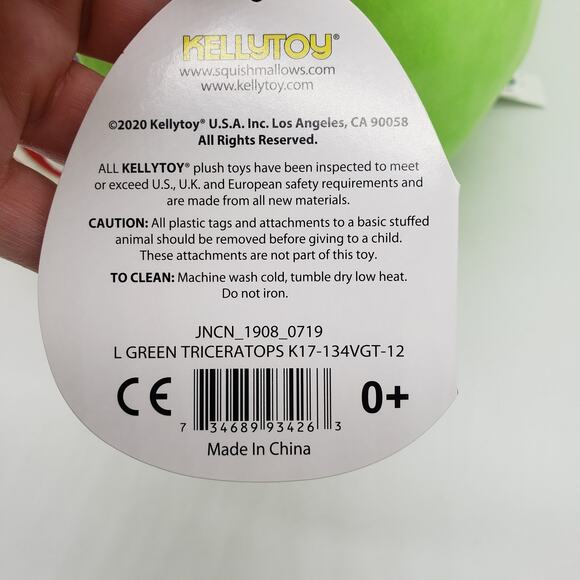 KELLYTOY®
www.squishmallows.com
www.kellytoy.com
©2020 Kellytoy® U.S.A. Inc. Los Angeles, CA 90058
All Rights Reserved.
ALL KELLYTOY® plush toys have been inspected to meet
or exceed U.S., U.K. and European safety requirements and
are made from all new materials.
CAUTION: All plastic tags and attachments to a basic stuffed
animal should be removed before giving to a child.
These attachments are not part of this toy.
TO CLEAN: Machine wash cold, tumble dry low heat.
Do not iron.
JNCN_1908_0719
L GREEN TRICERATOPS K17-134VGT-12
CE 0+
7 34689 93426 3
Made In China